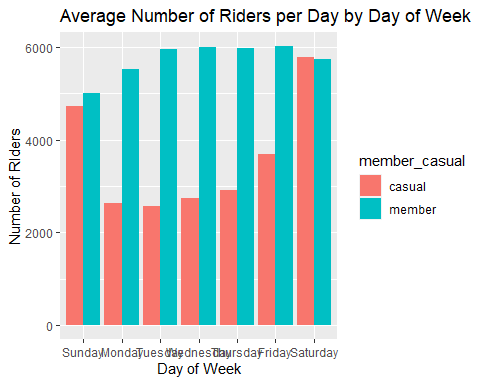 Average Number of Riders per Day by Day of Week
6000
4000
2000
0
Number of RIders
Sunday Monday Tuesday Wednesday Thursday Friday Saturday
Day of Week
member_casual
casual
member